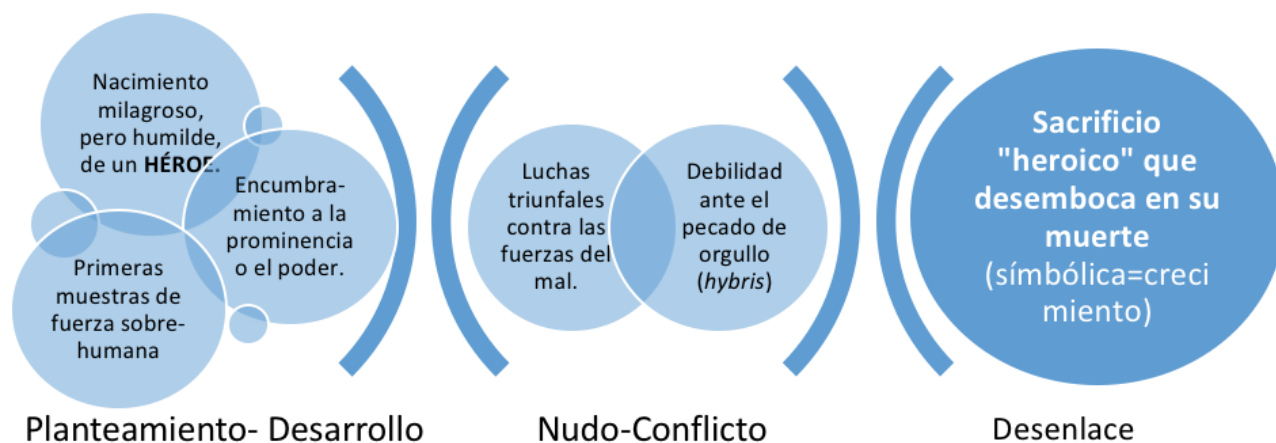 Nacimiento
milagroso,
pero humilde,
de un HÉROE.
Encumbra-
miento a la
prominencia
o el poder.
Primeras
muestras de
fuerza sobre-
humana
Planteamiento- Desarrollo
Luchas
triunfales
contra las
fuerzas del
mal.
Debilidad
ante el
pecado de
orgullo
(hybris)
Nudo-Conflicto
Sacrificio
"heroico" que
desemboca en su
muerte
(símbólica=creci
miento)
Desenlace